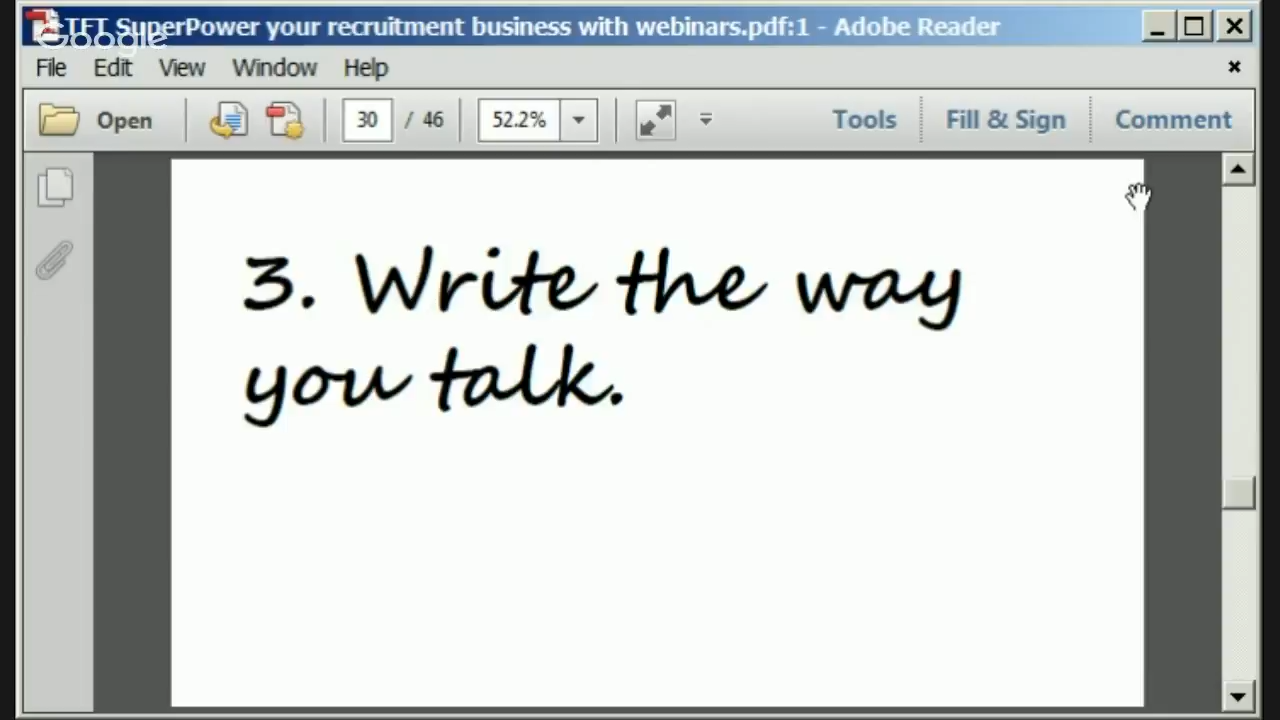 TFT SuperPower your recruitment business with webinars.pdf:1 - Adobe Reader
Google
File Edit View Window Help
Open 30 / 46 52.2% Tools Fill & Sign Comment
3. Write the way
you talk.